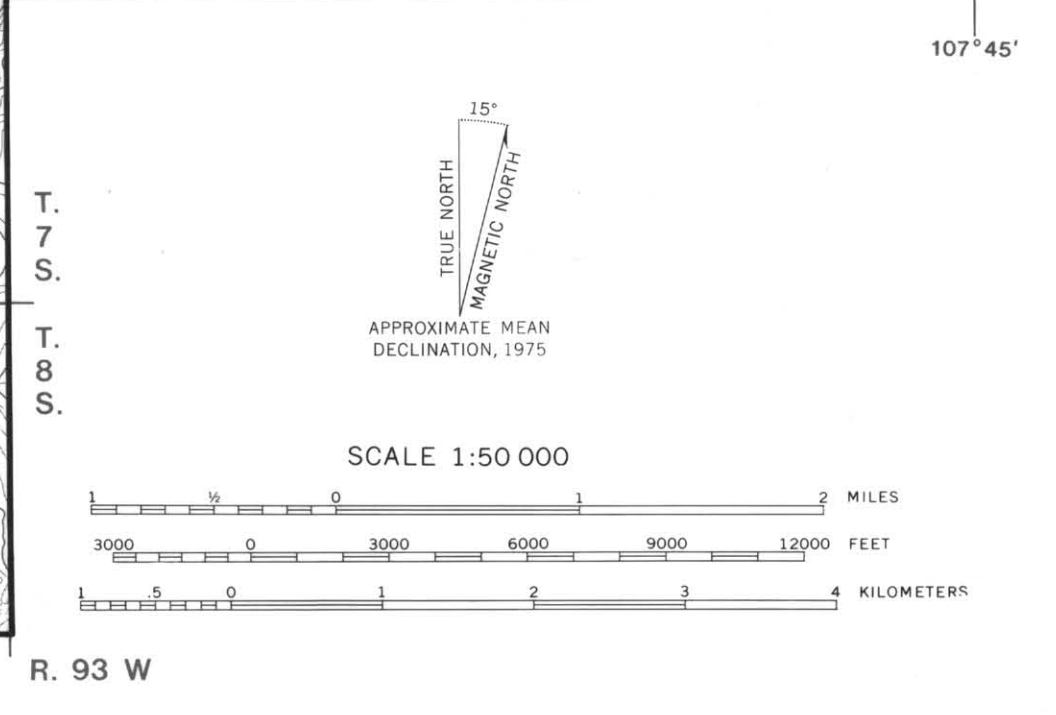 107°45'
15°
TRUE NORTH
MAGNETIC NORTH
APPROXIMATE MEAN
DECLINATION, 1975
T.
7
S.
T.
8
S.
SCALE 1:50 000
1 ½ 0 1 2 MILES
3000 0 3000 6000 9000 12000 FEET
1 .5 0 1 2 3 4 KILOMETERS
R. 93 W